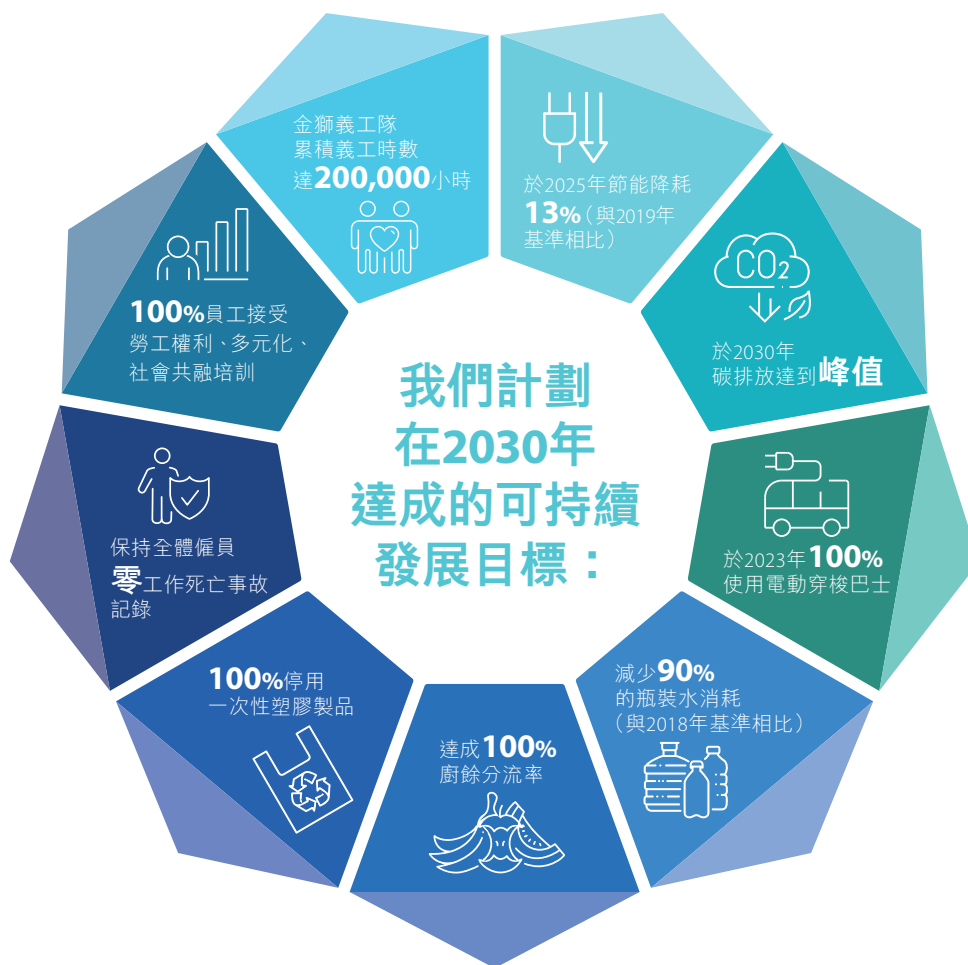 我們計劃
在2030年
達成的可持續
發展目標：
於2025年節能降耗
13%（與2019年
基準相比）
CO2
於2030年
碳排放達到峰值
於2023年100%
使用電動穿梭巴士
減少90%
的瓶裝水消耗
（與2018年基準相比）
達成100%
廚餘分流率
100%停用
一次性塑膠製品
保持全體僱員
零工作死亡事故
記錄
100%員工接受
勞工權利、多元化、
社會共融培訓
金獅義工隊
累積義工時數
達200,000小時